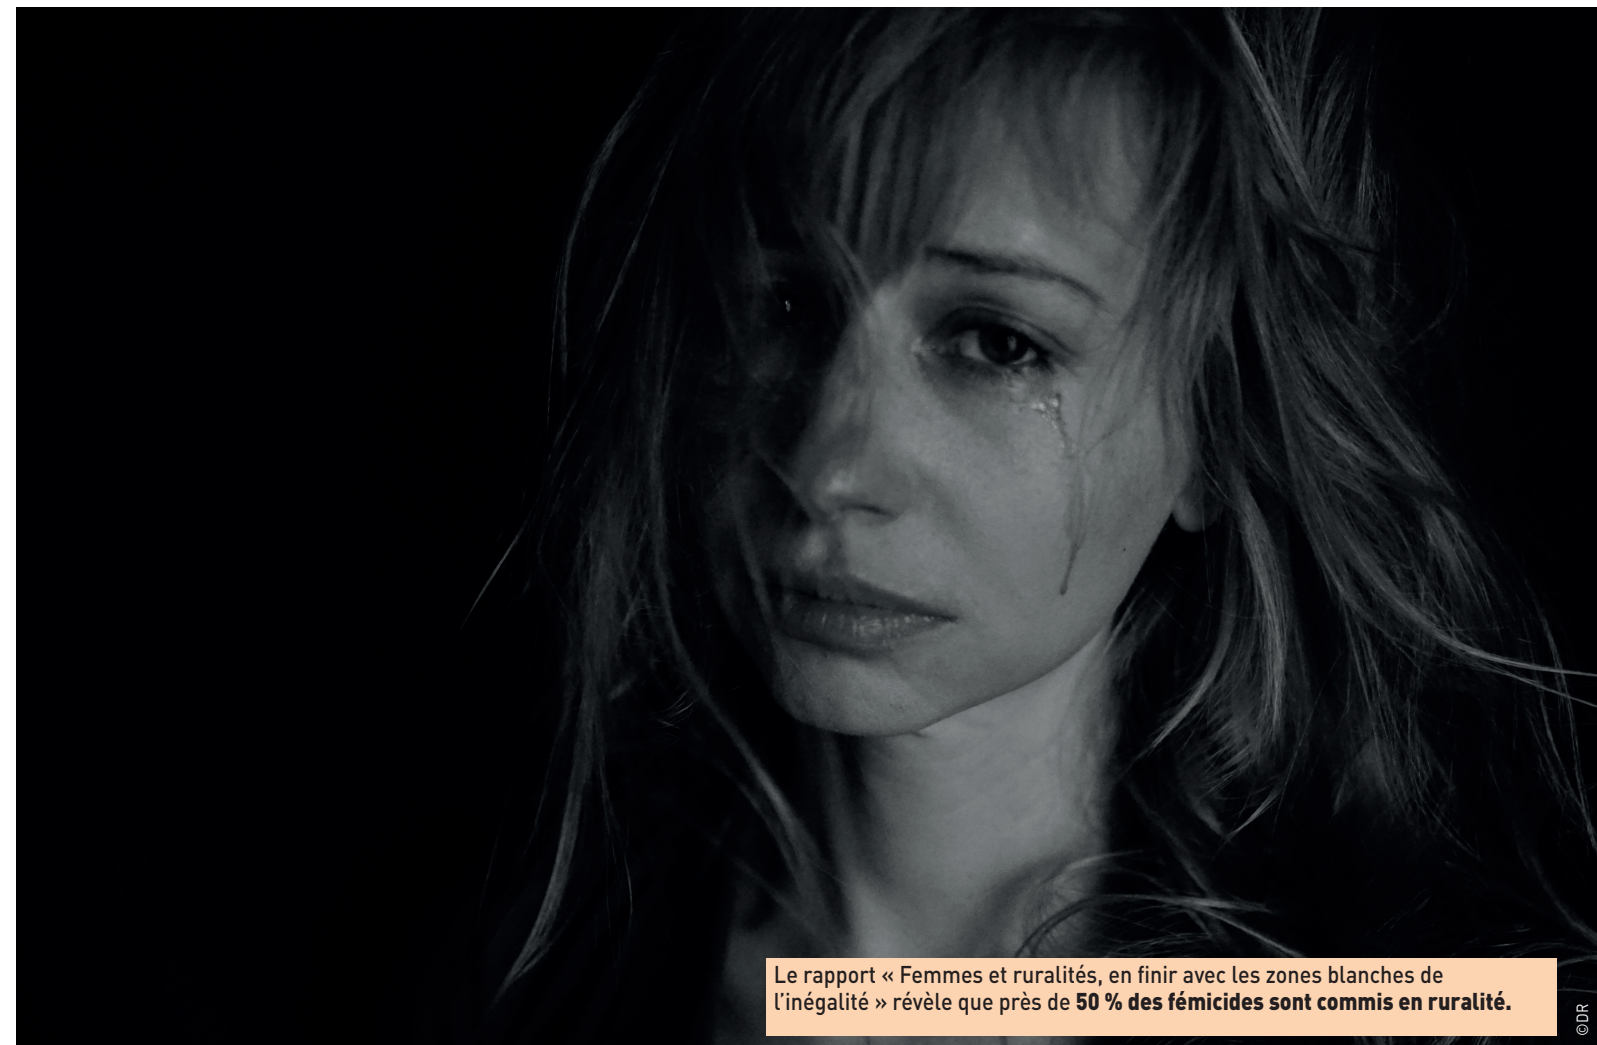 Le rapport « Femmes et ruralités, en finir avec les zones blanches de
l’inégalité » révèle que près de 50 % des fémicides sont commis en ruralité.
©DR